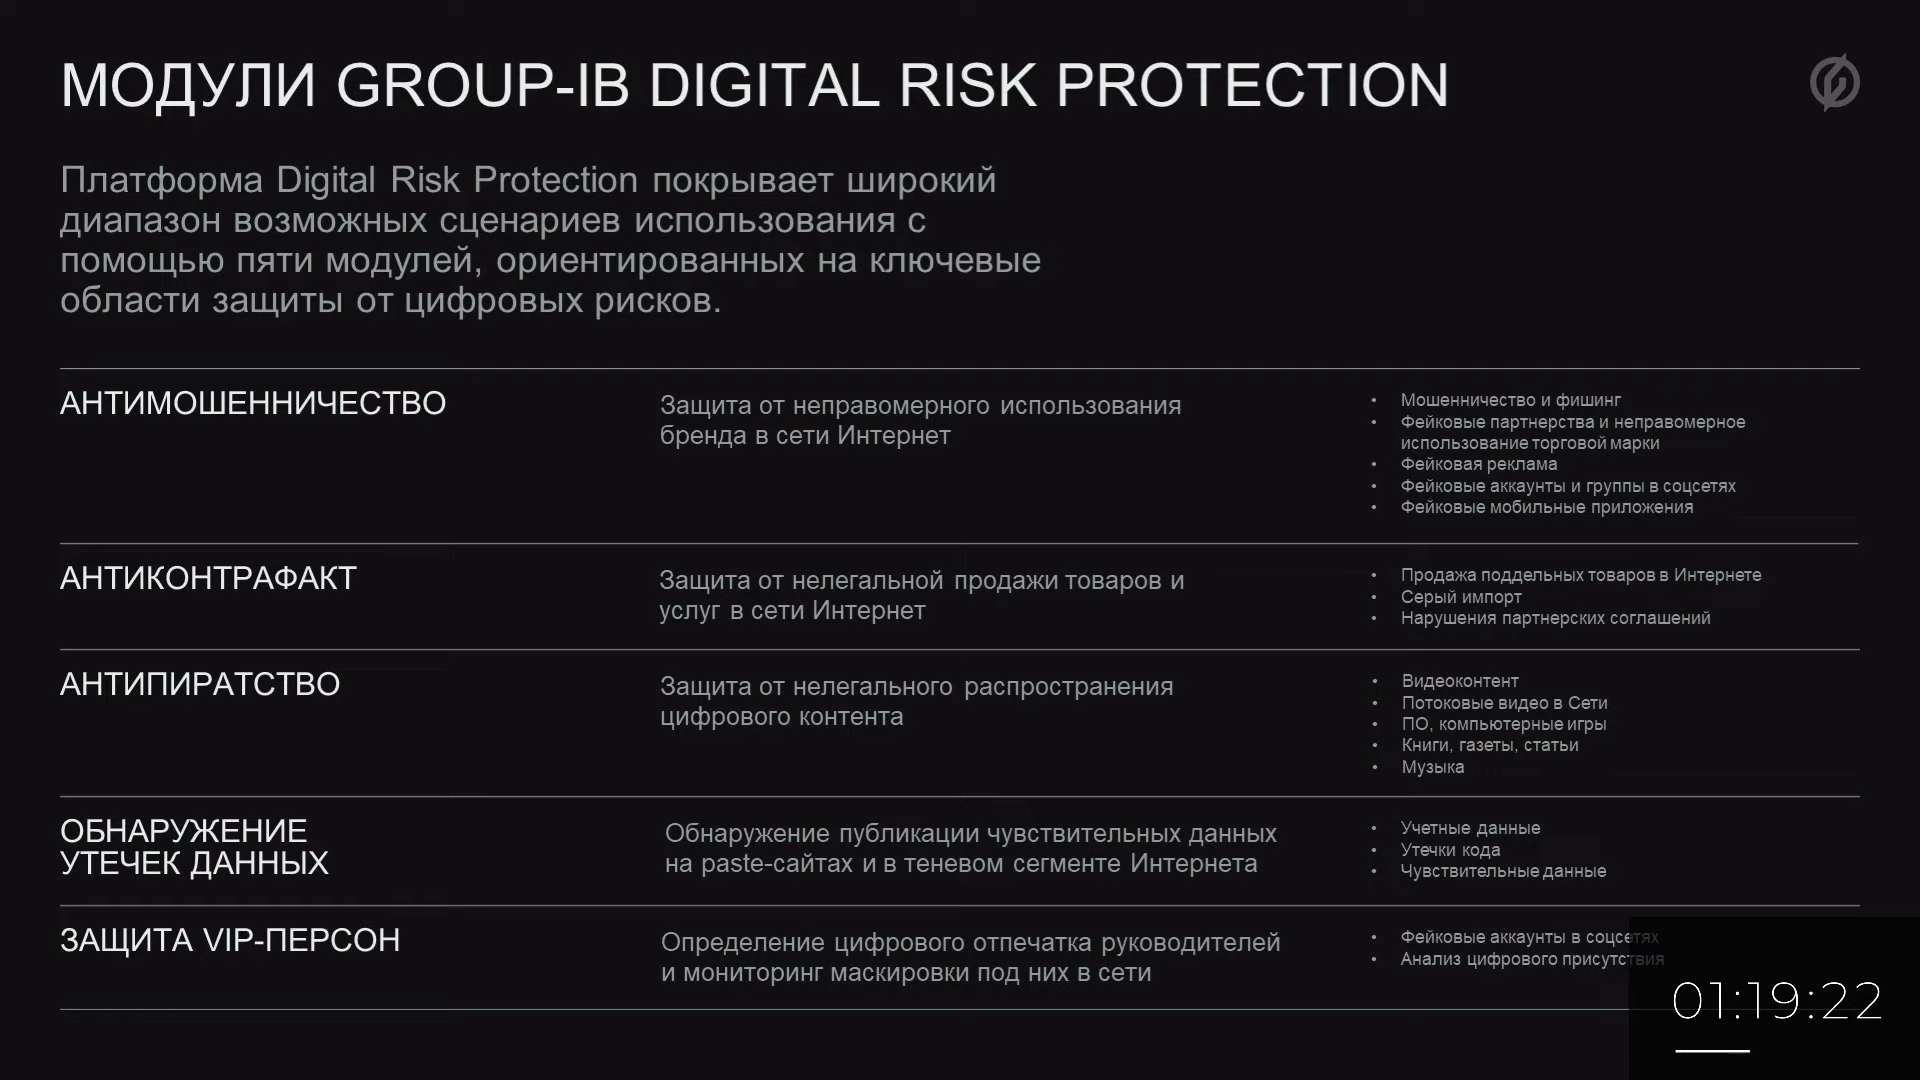 МОДУЛИ GROUP-IB DIGITAL RISK PROTECTION
Платформа Digital Risk Protection покрывает широкий
диапазон возможных сценариев использования с
помощью пяти модулей, ориентированных на ключевые
области защиты от цифровых рисков.
АНТИМОШЕННИЧЕСТВО
Защита от неправомерного использования
бренда в сети Интернет
• Мошенничество и фишинг
• Фейковые партнерства и неправомерное
использование торговой марки
• Фейковая реклама
• Фейковые аккаунты и группы в соцсетях
• Фейковые мобильные приложения
АНТИКОНТРАФАКТ
Защита от нелегальной продажи товаров и
услуг в сети Интернет
• Продажа поддельных товаров в Интернете
• Серый импорт
• Нарушения партнерских соглашений
АНТИПИРАТСТВО
Защита от нелегального распространения
цифрового контента
• Видеоконтент
• Потоковые видео в Сети
• ПО, компьютерные игры
• Книги, газеты, статьи
• Музыка
ОБНАРУЖЕНИЕ
УТЕЧЕК ДАННЫХ
Обнаружение публикации чувствительных данных
на paste-сайтах и в теневом сегменте Интернета
• Учетные данные
• Утечки кода
• Чувствительные данные
ЗАЩИТА VIP-ПЕРСОН
Определение цифрового отпечатка руководителей
и мониторинг маскировки под них в сети
• Фейковые аккаунты в соцсетях
• Анализ цифрового присутствия
01:19:22